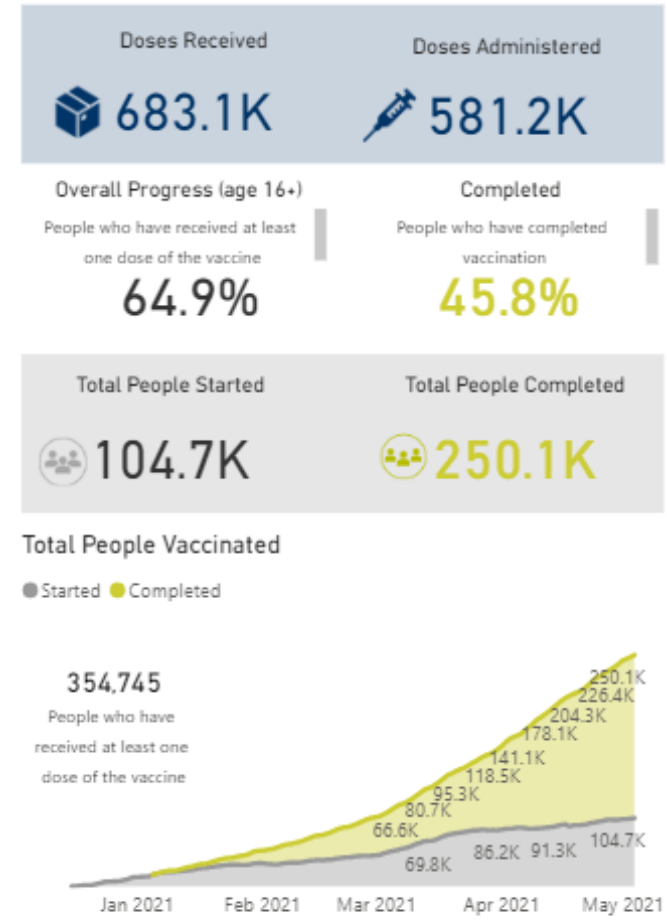 Doses Received
Doses Administered
683.1K
581.2K
Overall Progress (age 16+)
Completed
People who have received at least
one dose of the vaccine
People who have completed
vaccination
64.9%
45.8%
Total People Started
Total People Completed
104.7K
250.1K
Total People Vaccinated
Started
Completed
354,745
People who have
received at least one
dose of the vaccine
250.1K
226.4K
204.3K
178.1K
141.1K
118.5K
95.3K
80.7K
66.6K
69.8K
86.2K
91.3K
104.7K
Jan 2021
Feb 2021
Mar 2021
Apr 2021
May 2021